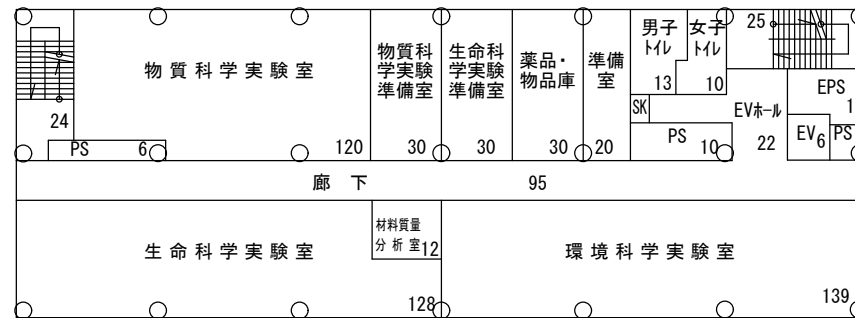 24
PS 6
物質科学実験室
120
物質科
学実験
準備室
30
生命科
学実験
準備室
30
薬品・
物品庫
30
準備
室
20
男子
トイレ
13
女子
トイレ
10
SK
PS 10
25
EVホール
22
EPS
1
EV 6
PS
廊下 95
生命科学実験室
128
材料質量
分析室 12
環境科学実験室
139